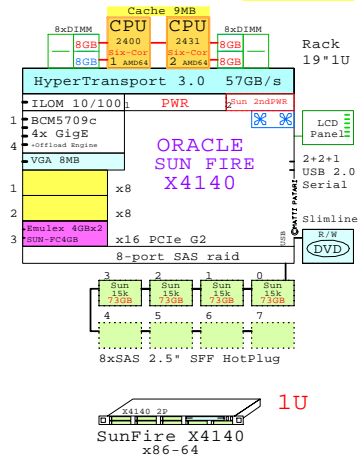 Cache 9MB
8xDIMM CPU CPU 8xDIMM
8GB 2400 2431 8GB
Six-Cor Six-Cor
8GB 1 AMD64 2 AMD64 8GB
Rack
19"1U
HyperTransport 3.0 57GB/s
ILOM 10/100 1 PWR 2 Sun 2ndPWR
1 BCM5709c
4x GigE
4 +Offload Engine
VGA 8MB
LCD
Panel
ORACLE
SUN FIRE
X4140
2+2+1
USB 2.0
Serial
1 x8
2 x8
Emulex 4GBx2
3 SUN-FC4GB x16 PCIe G2
8-port SAS raid
USB
©MATTI PATARI
Slimline
R/W
DVD
3 2 1 0
Sun Sun Sun Sun
15k 15k 15k 15k
73GB 73GB 73GB 73GB
4 5 6 7
8xSAS 2.5" SFF HotPlug
1U
X4140 2P
SunFire X4140
x86-64